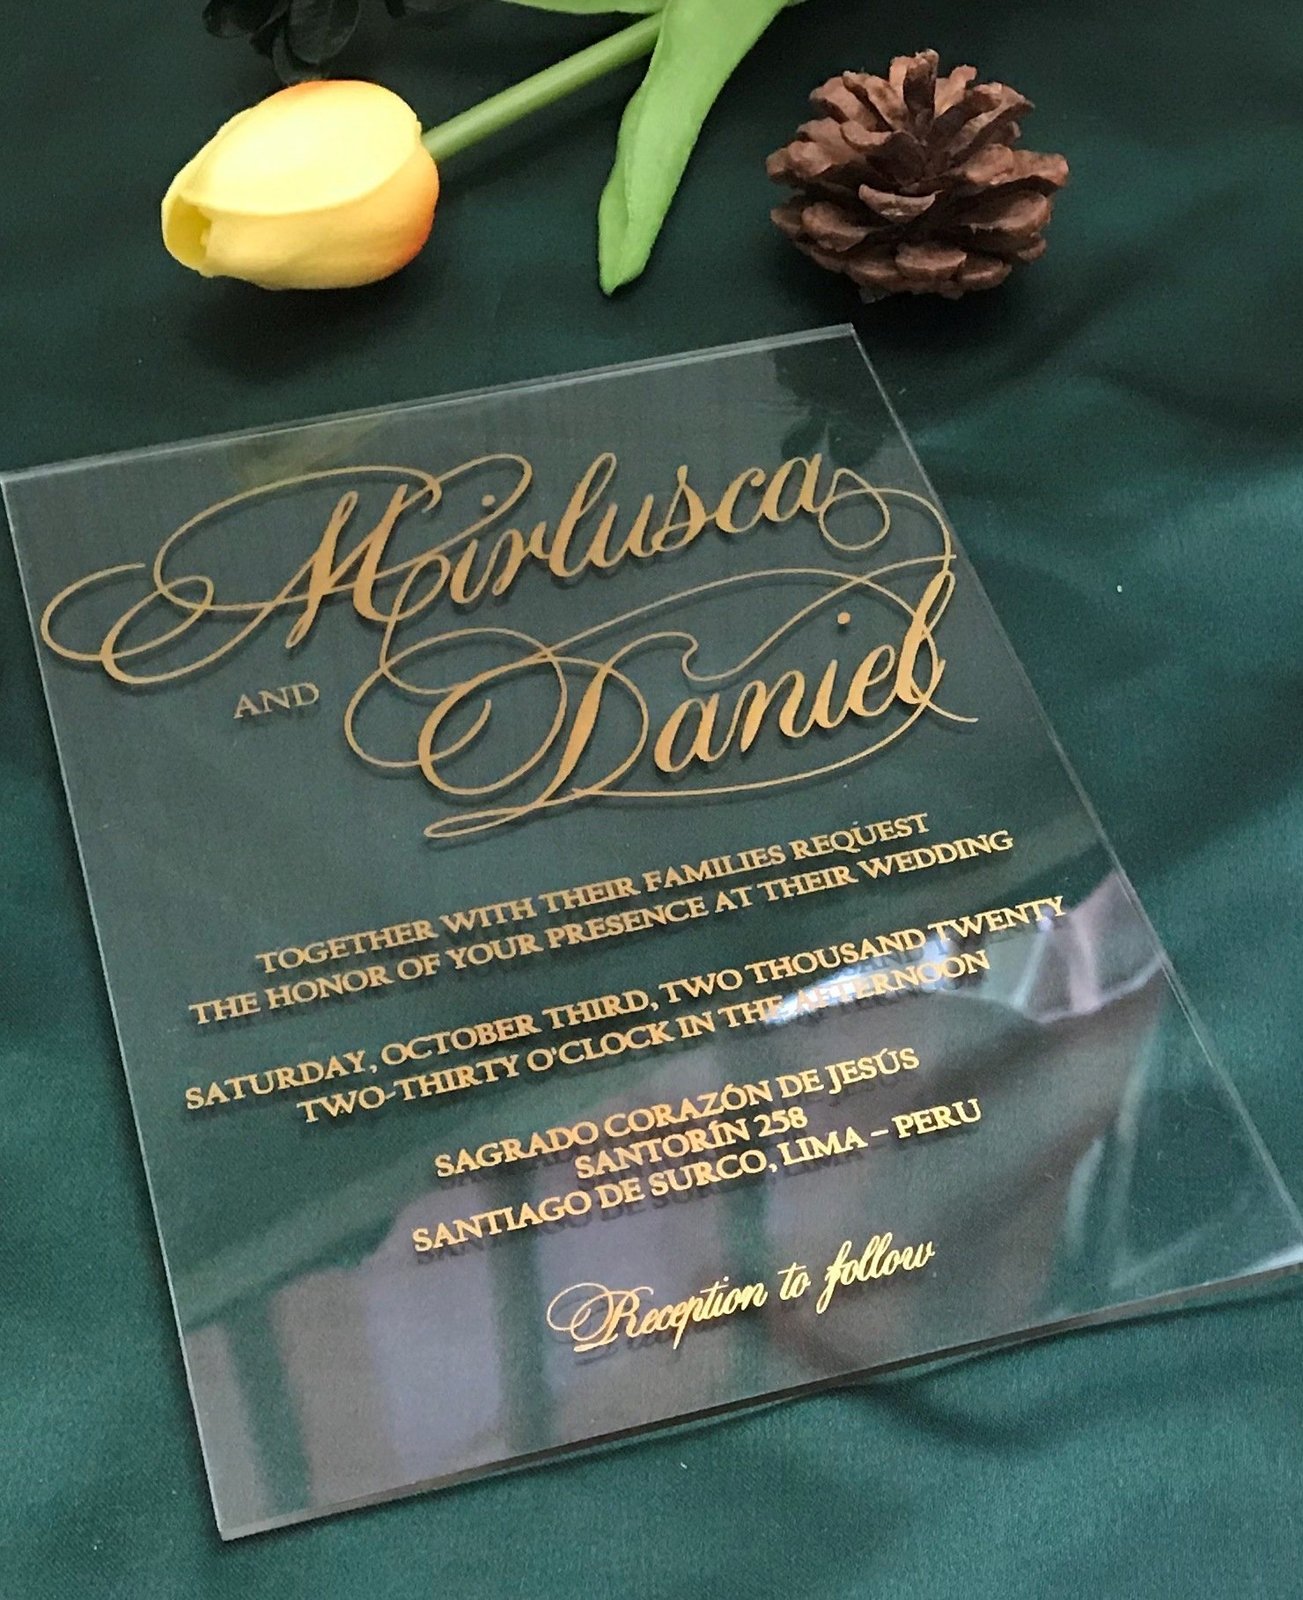 Mirlusca
AND
Daniel
TOGETHER WITH THEIR FAMILIES REQUEST
THE HONOR OF YOUR PRESENCE AT THEIR WEDDING
SATURDAY, OCTOBER THIRD, TWO THOUSAND TWENTY
TWO-THIRTY O'CLOCK IN THE AFTERNOON
SAGRADO CORAZÓN DE JESÚS
SANTORÍN 258
SANTIAGO DE SURCO, LIMA – PERU
Reception to follow